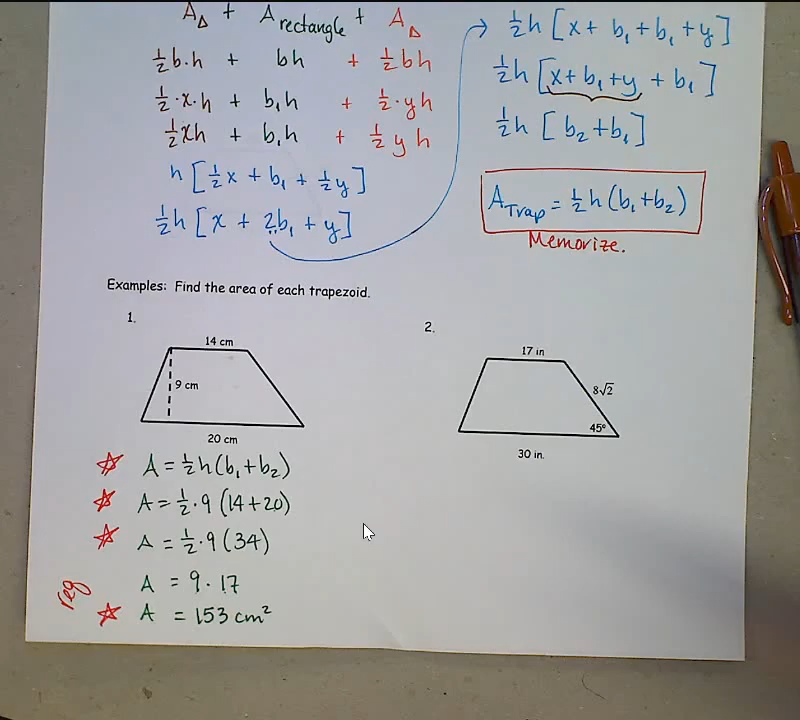 A△ + A rectangle + A△
½b·h + bh + ½bh
½·x·h + b₁h + ½·yh
½xh + b₁h + ½yh
h[½x + b₁ + ½y]
½h[x + 2b₁ + y]
→ ½h[x + b₁ + b₁ + y]
½h[x + b₁ + y + b₁]
½h[b₂ + b₁]
A Trap = ½h(b₁+b₂)
Memorize.
Examples: Find the area of each trapezoid.
1.
14 cm
9 cm
20 cm
☆ A = ½h(b₁+b₂)
☆ A = ½·9(14+20)
☆ A = ½·9(34)
A = 9·17
req ☆ A = 153 cm²
2.
17 in
8√2
45°
30 in.